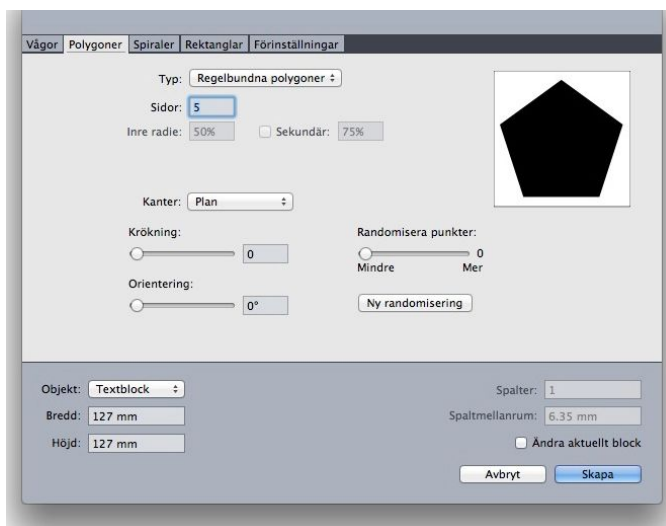 Vågor Polygoner Spiraler Rektanglar Förinställningar
Typ: Regelbundna polygoner
Sidor: 5
Inre radie: 50% Sekundär: 75%
Kanter: Plan
Krökning: Randomisera punkter:
0 0
Mindre Mer
Orientering:
0° Ny randomisering
Objekt: Textblock Spalter: 1
Bredd: 127 mm Spaltmellanrum: 6.35 mm
Höjd: 127 mm Ändra aktuellt block
Avbryt Skapa